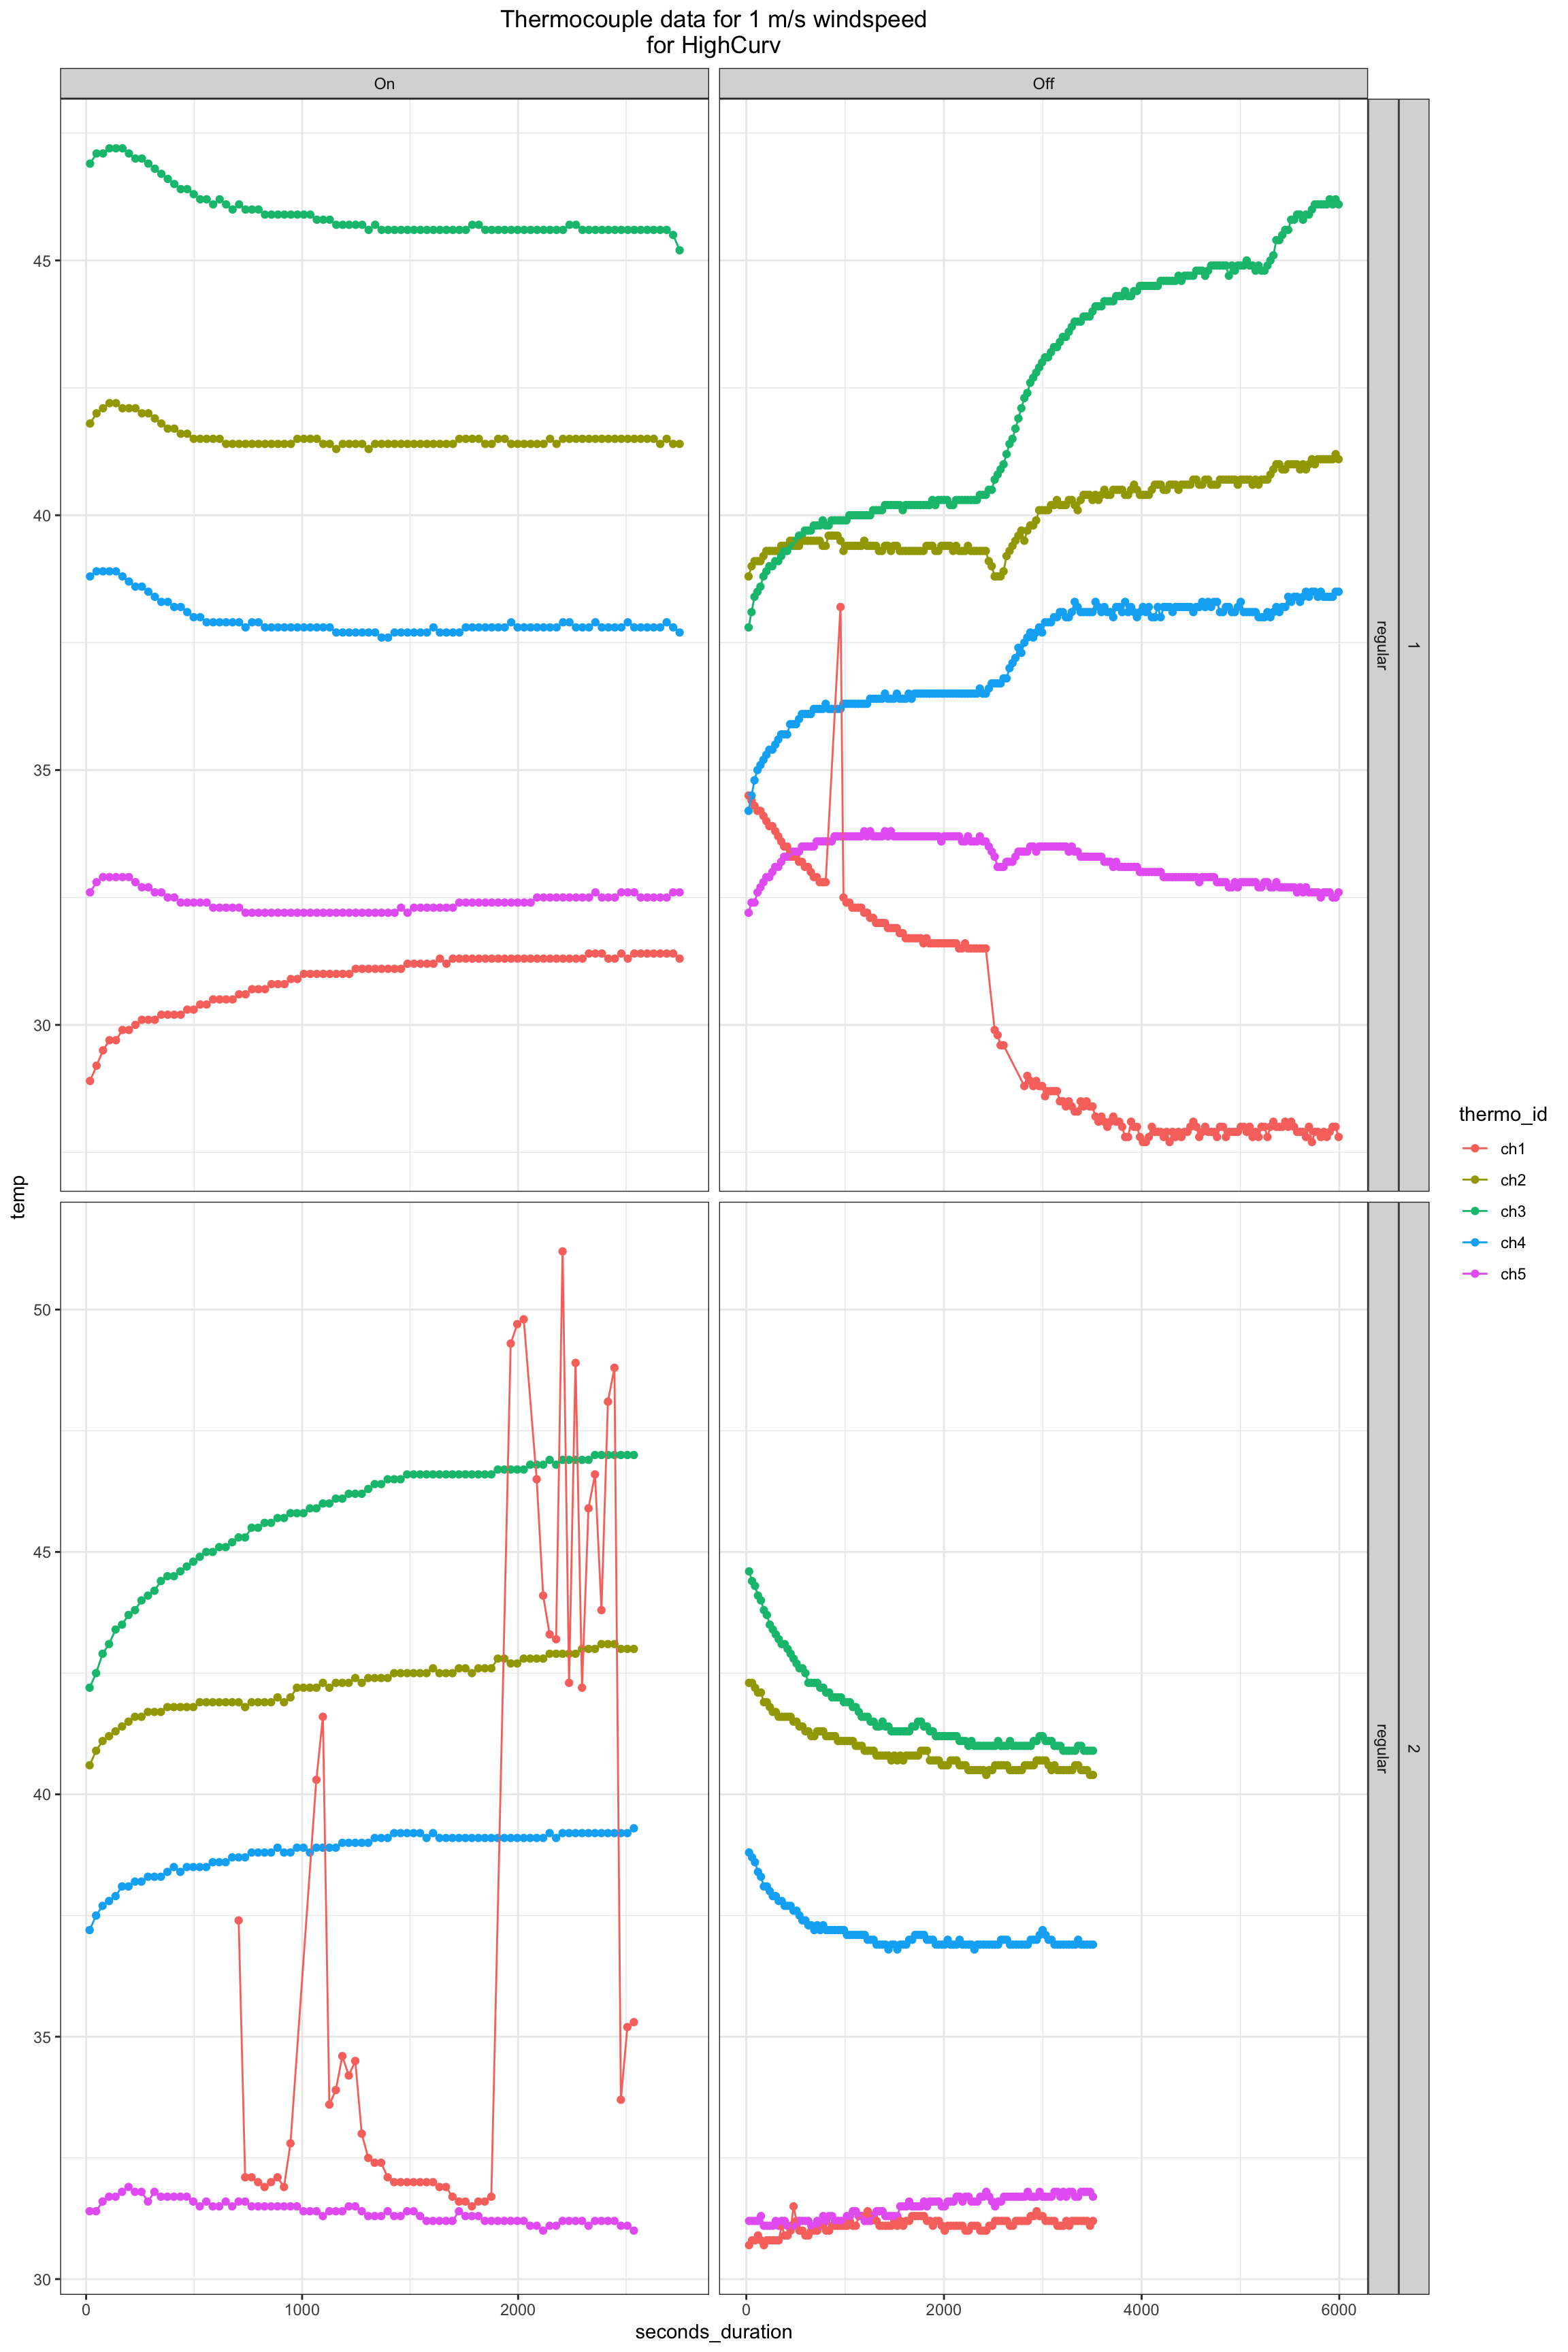 Thermocouple data for 1 m/s windspeed
for HighCurv
On
Off
45
40
35
30
regular
1
temp
50
45
40
35
30
regular
2
0
1000
2000
0
2000
4000
6000
seconds_duration
thermo_id
ch1
ch2
ch3
ch4
ch5